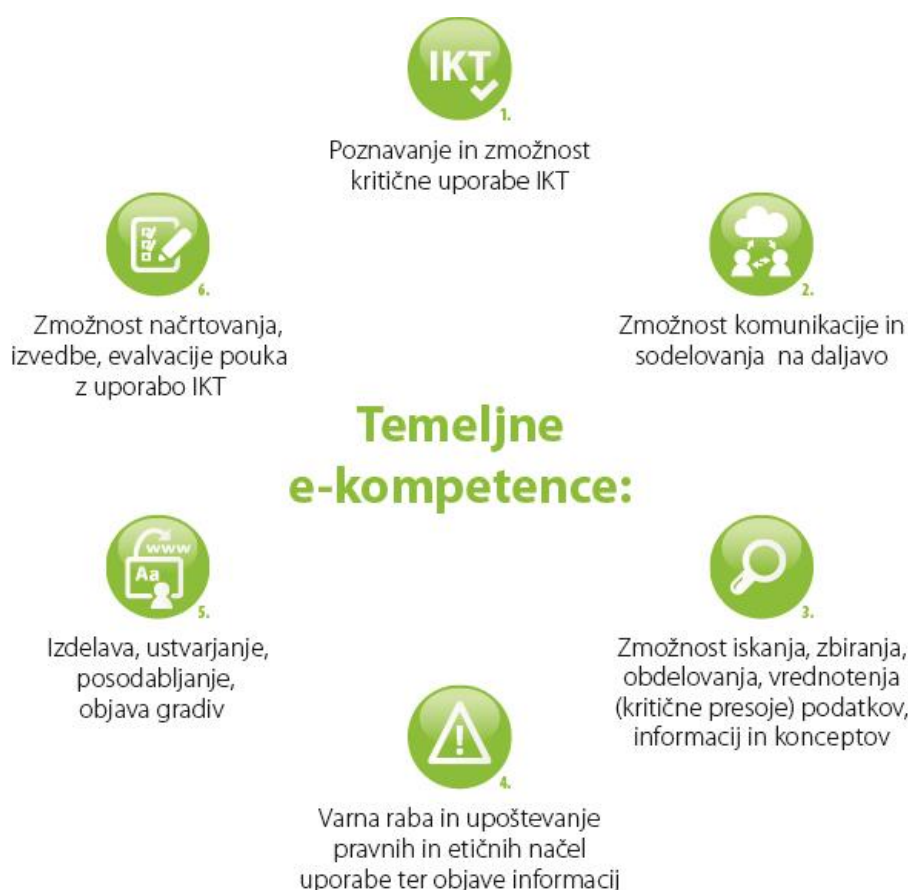 IKT
1.
Poznavanje in zmožnost
kritične uporabe IKT
2.
Zmožnost komunikacije in
sodelovanja na daljavo
Temeljne
e-kompetence:
3.
Zmožnost iskanja, zbiranja,
obdelovanja, vrednotenja
(kritične presoje) podatkov,
informacij in konceptov
4.
Varna raba in upoštevanje
pravnih in etičnih načel
uporabe ter objave informacij
www
Aa
5.
Izdelava, ustvarjanje,
posodabljanje,
objava gradiv
6.
Zmožnost načrtovanja,
izvedbe, evalvacije pouka
z uporabo IKT